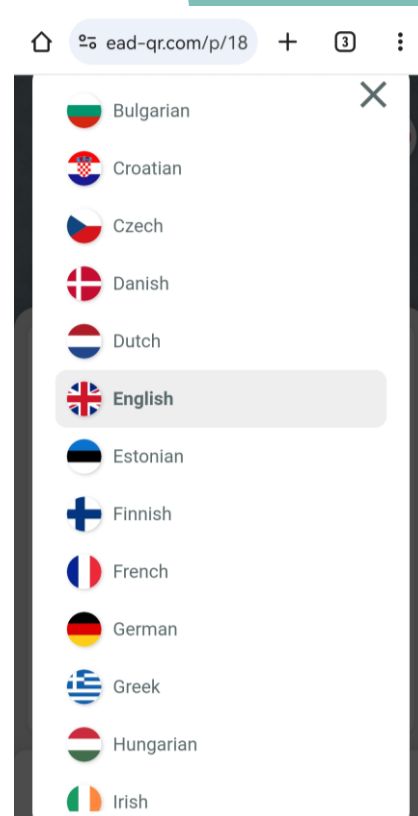 ead-qr.com/p/18
3
Bulgarian
Croatian
Czech
Danish
Dutch
English
Estonian
Finnish
French
German
Greek
Hungarian
Irish